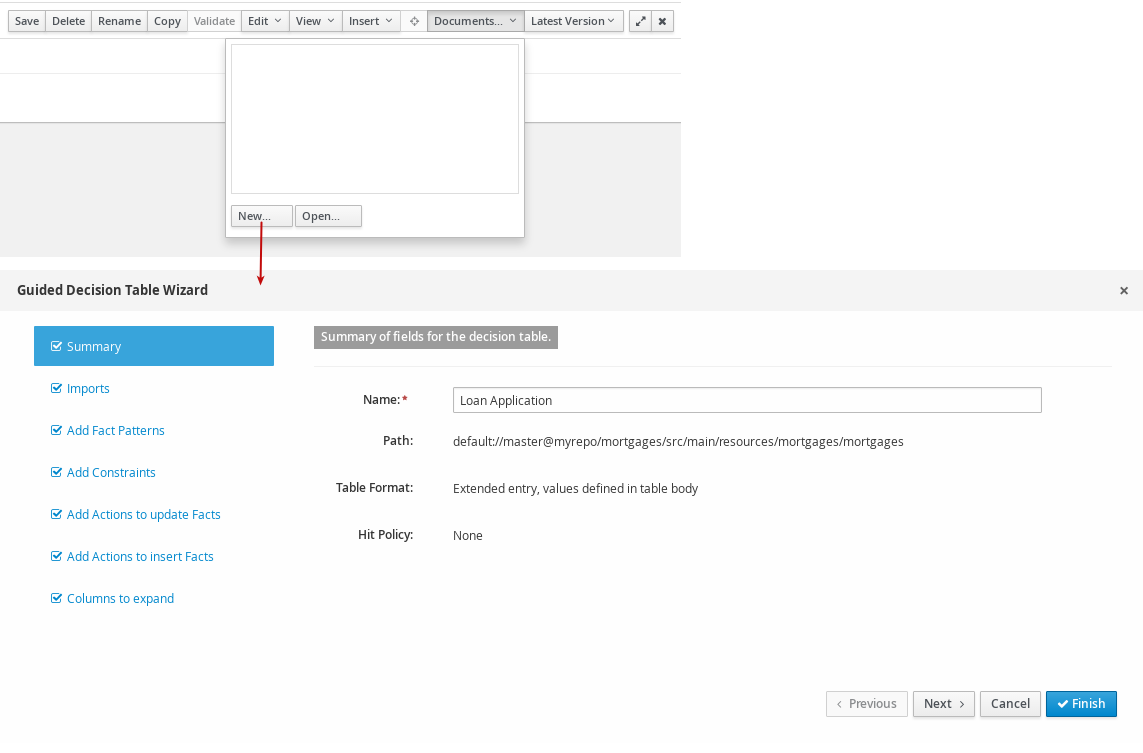 Save Delete Rename Copy Validate Edit View Insert Documents... Latest Version
New... Open...
Guided Decision Table Wizard
Summary
Summary of fields for the decision table.
Imports
Name:* Loan Application
Add Fact Patterns
Path: default://master@myrepo/mortgages/src/main/resources/mortgages/mortgages
Add Constraints
Table Format: Extended entry, values defined in table body
Add Actions to update Facts
Hit Policy: None
Add Actions to insert Facts
Columns to expand
Previous Next Cancel Finish